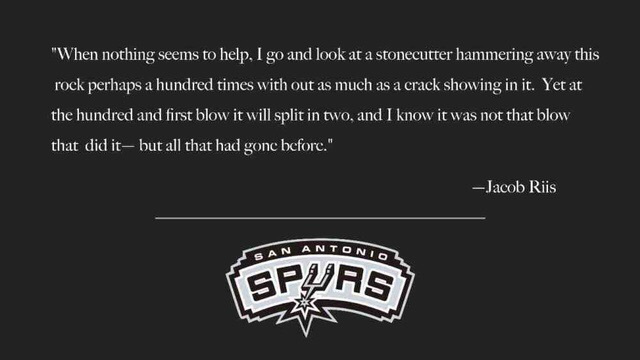 "When nothing seems to help, I go and look at a stonecutter hammering away this
rock perhaps a hundred times with out as much as a crack showing in it. Yet at
the hundred and first blow it will split in two, and I know it was not that blow
that did it— but all that had gone before."
—Jacob Riis
SAN ANTONIO
SPURS